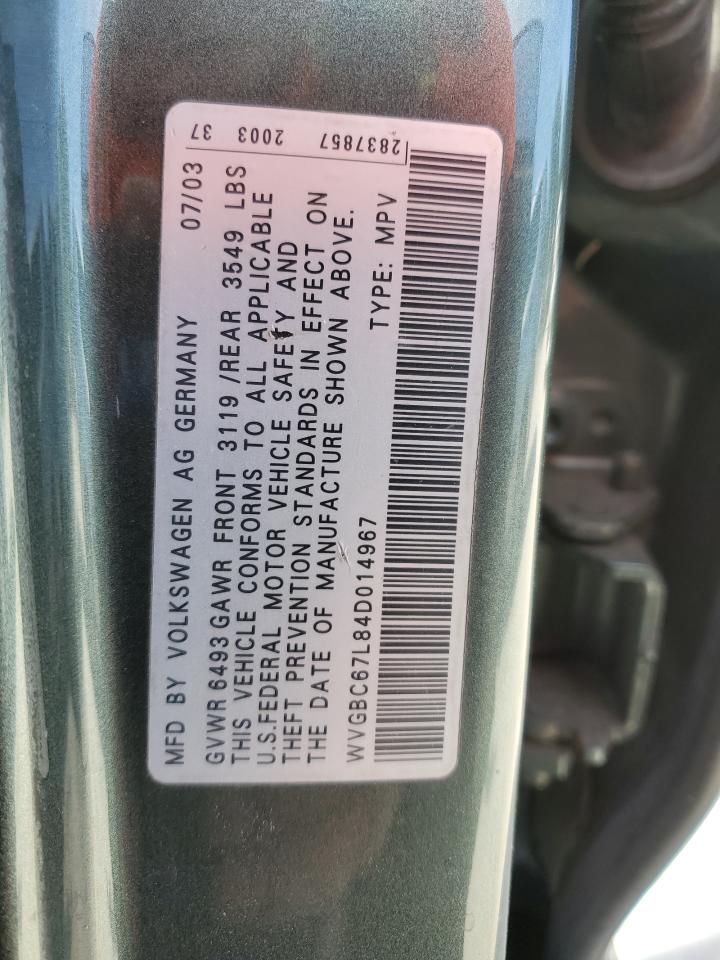 MFD BY VOLKSWAGEN AG GERMANY 07/03
GVWR 6493 GAWR FRONT 3119 /REAR 3549 LBS
THIS VEHICLE CONFORMS TO ALL APPLICABLE
U.S.FEDERAL MOTOR VEHICLE SAFETY AND
THEFT PREVENTION STANDARDS IN EFFECT ON
THE DATE OF MANUFACTURE SHOWN ABOVE.
WVGBC67L84D014967 TYPE: MPV
2837857 2003 37